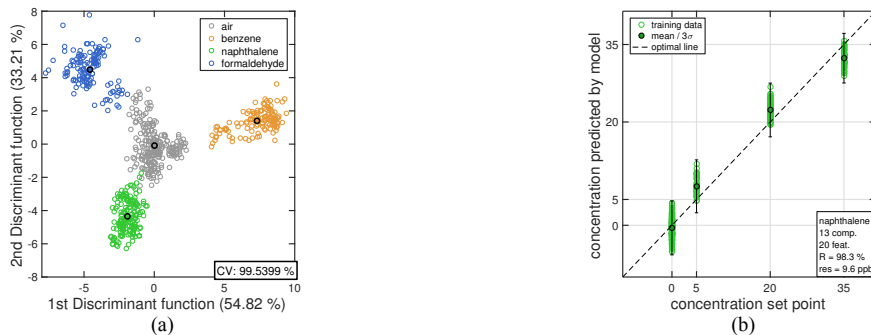 8
6
4
2
0
-2
-4
-6
-8
2nd Discriminant function (33.21 %)
air
benzene
naphthalene
formaldehyde
CV: 99.5399 %
-5
0
5
10
1st Discriminant function (54.82 %)
(a)
concentration predicted by model
35
20
5
0
training data
mean / 3σ
optimal line
naphthalene
13 comp.
20 feat.
R = 98.3 %
res = 9.6 ppb
0
5
20
35
concentration set point
(b)